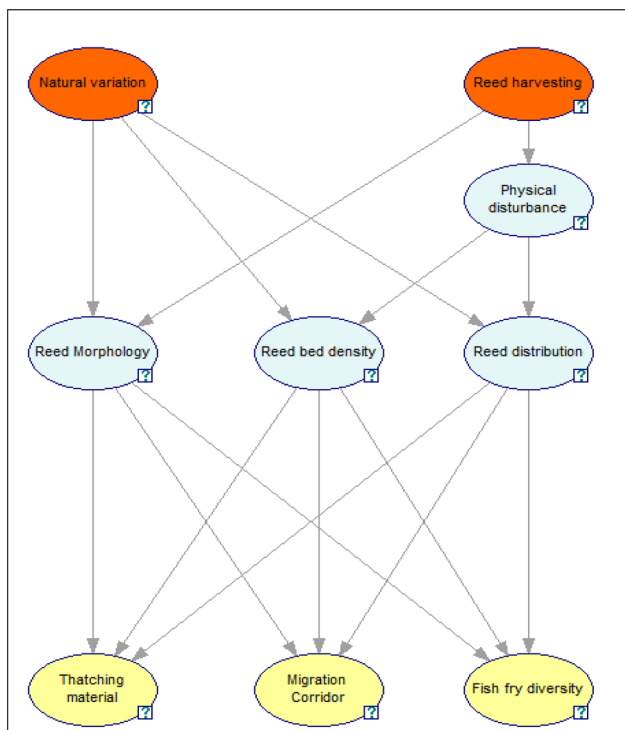 Natural variation
?
Reed harvesting
?
Physical
disturbance
?
Reed Morphology
?
Reed bed density
?
Reed distribution
?
Thatching
material
?
Migration
Corridor
?
Fish fry diversity
?